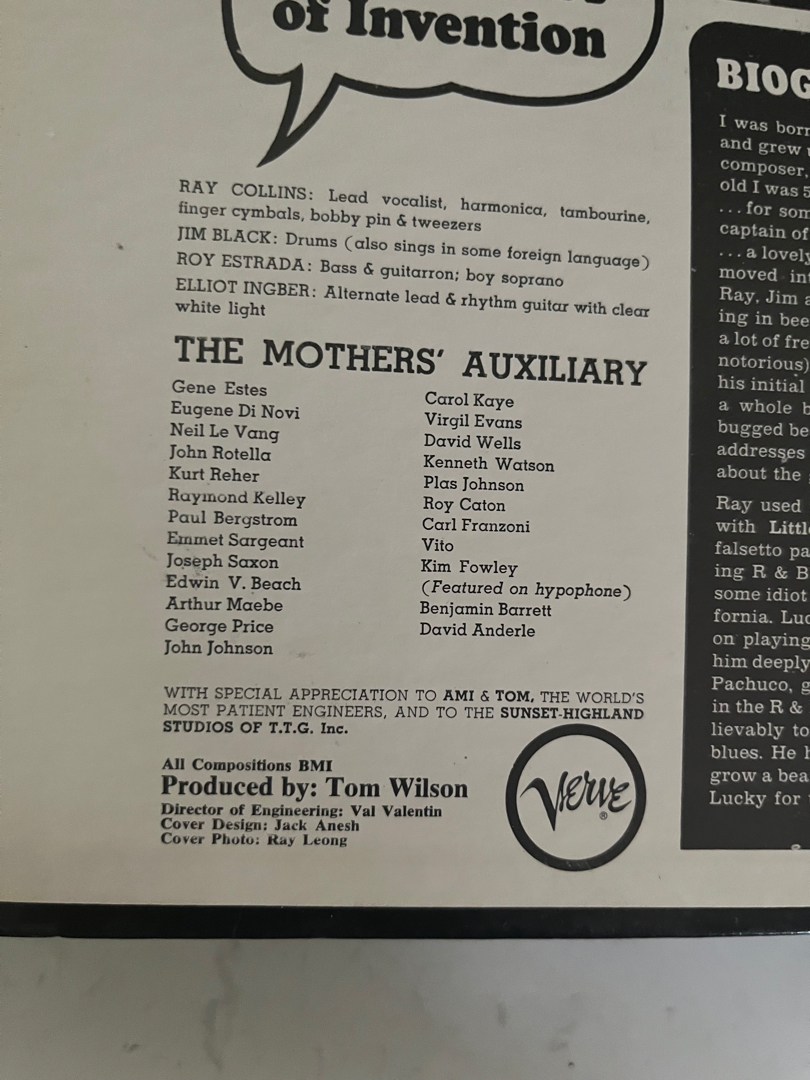 of Invention
RAY COLLINS: Lead vocalist, harmonica, tambourine,
finger cymbals, bobby pin & tweezers
JIM BLACK: Drums (also sings in some foreign language)
ROY ESTRADA: Bass & guitarron; boy soprano
ELLIOT INGBER: Alternate lead & rhythm guitar with clear
white light
THE MOTHERS' AUXILIARY
Gene Estes
Eugene Di Novi
Neil Le Vang
John Rotella
Kurt Reher
Raymond Kelley
Paul Bergstrom
Emmet Sargeant
Joseph Saxon
Edwin V. Beach
Arthur Maebe
George Price
John Johnson
Carol Kaye
Virgil Evans
David Wells
Kenneth Watson
Plas Johnson
Roy Caton
Carl Franzoni
Vito
Kim Fowley
(Featured on hypophone)
Benjamin Barrett
David Anderle
WITH SPECIAL APPRECIATION TO AMI & TOM, THE WORLD'S
MOST PATIENT ENGINEERS, AND TO THE SUNSET-HIGHLAND
STUDIOS OF T.T.G. Inc.
All Compositions BMI
Produced by: Tom Wilson
Director of Engineering: Val Valentin
Cover Design: Jack Anesh
Cover Photo: Ray Leong
VERVE ®
BIOG
I was born
and grew
composer,
old I was 5
...for som
captain of
...a lovely
moved int
Ray, Jim a
ing in bee
a lot of fre
notorious)
his initial
a whole b
bugged be
addresses
about the
Ray used
with Littl
falsetto pa
ing R & B
some idiot
fornia. Luc
on playing
him deeply
Pachuco, g
in the R &
lievably to
blues. He h
grow a bea
Lucky for